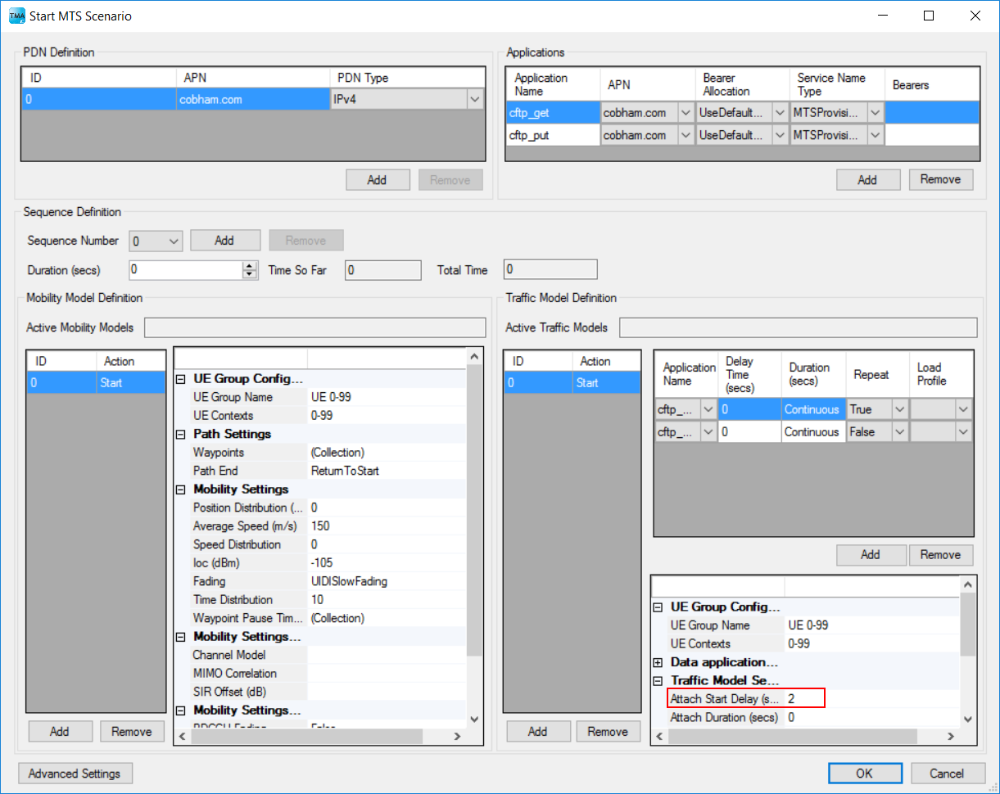 TMA Start MTS Scenario
PDN Definition
ID APN PDN Type
0 cobham.com IPv4
Add Remove
Applications
Application Name APN Bearer Allocation Service Name Type Bearers
cftp_get cobham.com UseDefault... MTSProvisi...
cftp_put cobham.com UseDefault... MTSProvisi...
Add Remove
Sequence Definition
Sequence Number 0 Add Remove
Duration (secs) 0 Time So Far 0 Total Time 0
Mobility Model Definition
Active Mobility Models
ID Action
0 Start
Add Remove
UE Group Config...
UE Group Name UE 0-99
UE Contexts 0-99
Path Settings
Waypoints (Collection)
Path End ReturnToStart
Mobility Settings
Position Distribution (... 0
Average Speed (m/s) 150
Speed Distribution 0
Ioc (dBm) -105
Fading UIDISlowFading
Time Distribution 10
Waypoint Pause Tim... (Collection)
Mobility Settings...
Channel Model
MIMO Correlation
SIR Offset (dB)
Mobility Settings...
PDCCH Fading False
Traffic Model Definition
Active Traffic Models
ID Action
0 Start
Add Remove
Application Name Delay Time (secs) Duration (secs) Repeat Load Profile
cftp_... 0 Continuous True
cftp_... 0 Continuous False
Add Remove
UE Group Config...
UE Group Name UE 0-99
UE Contexts 0-99
Data application...
Traffic Model Se...
Attach Start Delay (s... 2
Attach Duration (secs) 0
Advanced Settings OK Cancel